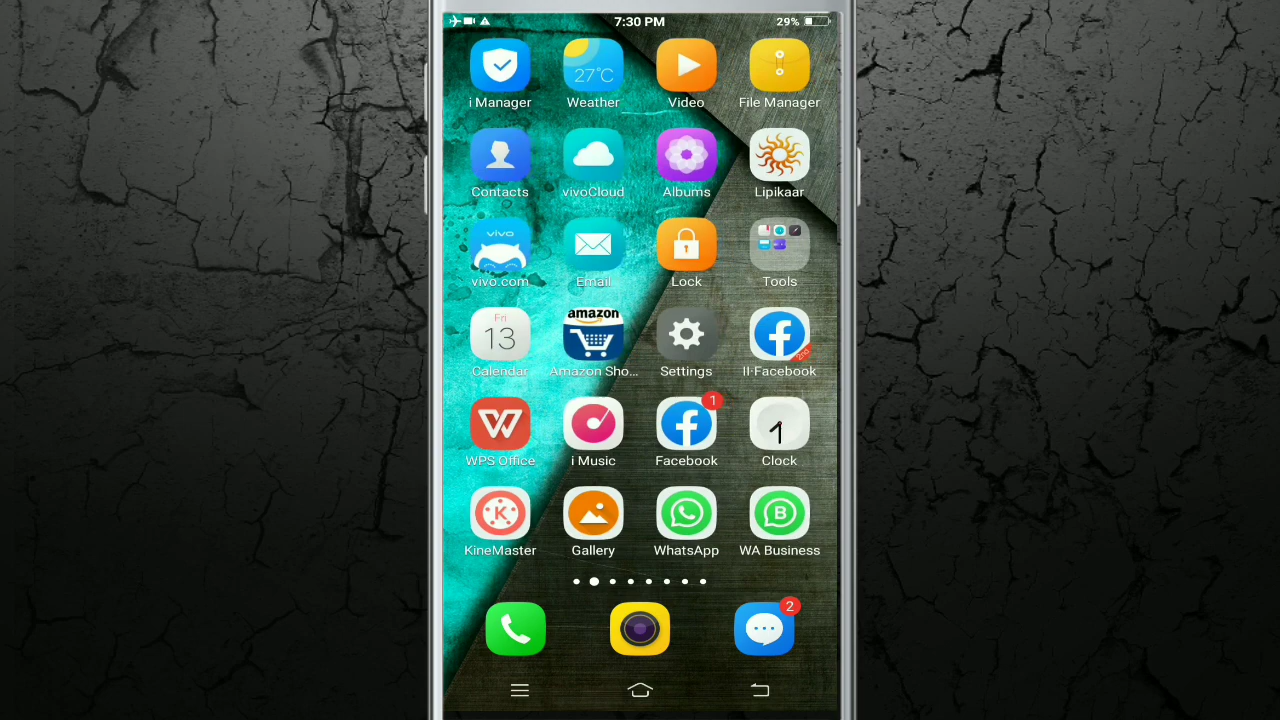 7:30 PM 29%
27°C
i Manager Weather Video File Manager
Contacts vivoCloud Albums Lipikaar
vivo
vivo.com Email Lock Tools
Fri amazon
13 2nd
Calendar Amazon Sho... Settings II·Facebook
1
WPS Office i Music Facebook Clock
K B
KineMaster Gallery WhatsApp WA Business
2